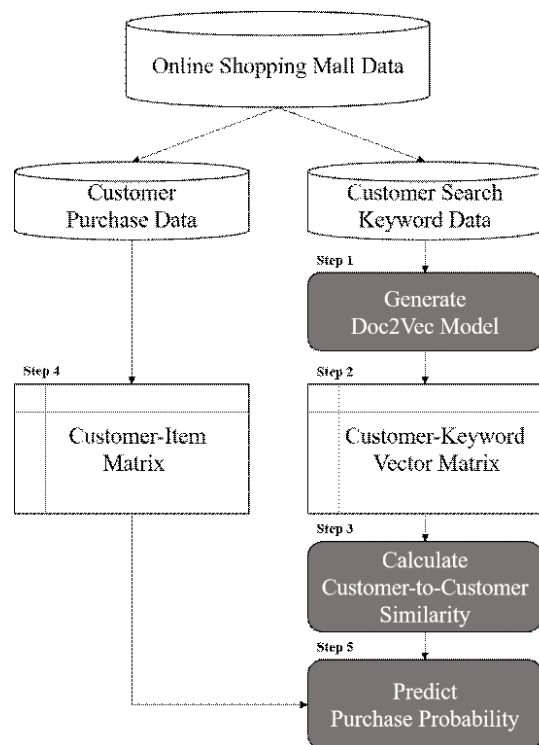 Online Shopping Mall Data
Customer
Purchase Data
Customer Search
Keyword Data
Step 1
Generate
Doc2Vec Model
Step 4
Customer-Item
Matrix
Step 2
Customer-Keyword
Vector Matrix
Step 3
Calculate
Customer-to-Customer
Similarity
Step 5
Predict
Purchase Probability